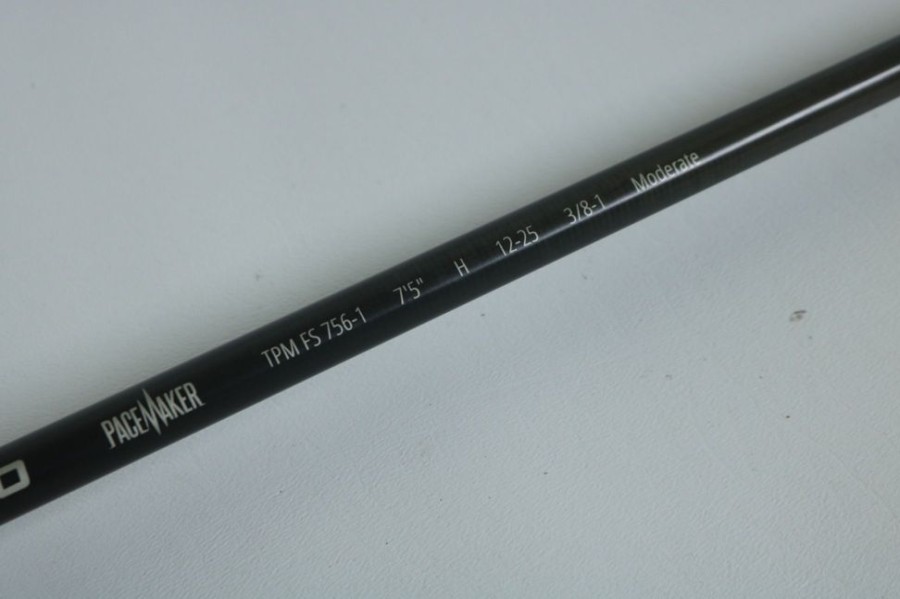 PACEMAKER TPM FS 756-1 7'5" H 12-25 3/8-1 Moderate